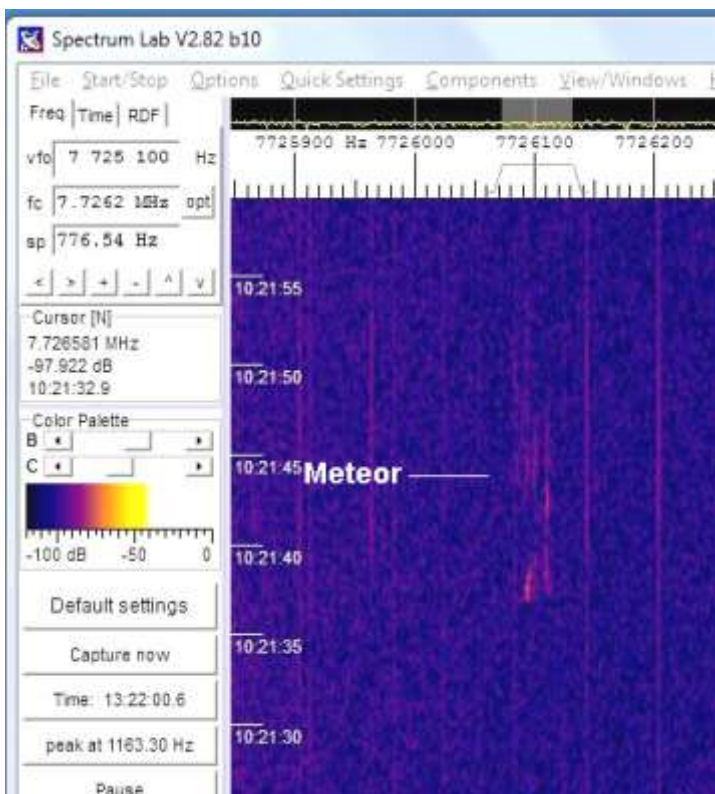 Spectrum Lab V2.82 b10
File Start/Stop Options Quick Settings Components View/Windows
Freq Time RDF
7725900 Hz 7726000 7726100 7726200
vfo 7 725 100 Hz
fc 7.7262 MHz opt
sp 776.54 Hz
< > + - ^ v
Cursor [N]
7.726581 MHz
-97.922 dB
10:21:32.9
Color Palette
B
C
-100 dB -50 0
Default settings
Capture now
Time: 13:22:00.6
peak at 1163.30 Hz
Pause
10:21:55
10:21:50
10:21:45
Meteor
10:21:40
10:21:35
10:21:30